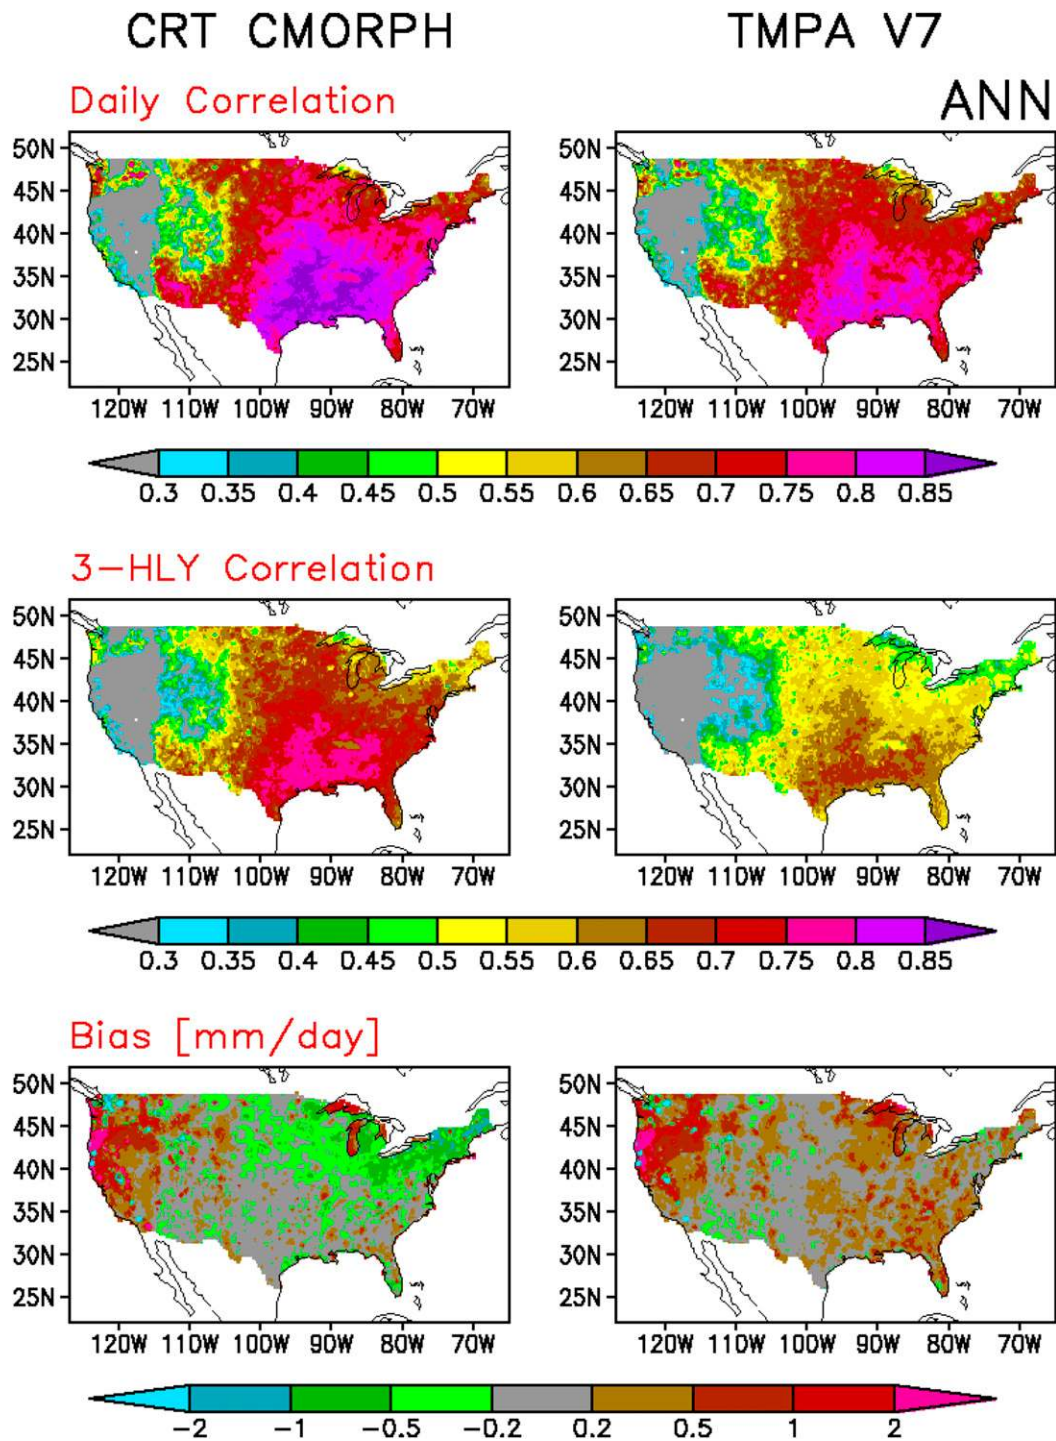 CRT CMORPH TMPA V7
Daily Correlation ANN
50N 50N
45N 45N
40N 40N
35N 35N
30N 30N
25N 25N
120W 110W 100W 90W 80W 70W 120W 110W 100W 90W 80W 70W
0.3 0.35 0.4 0.45 0.5 0.55 0.6 0.65 0.7 0.75 0.8 0.85
3-HLY Correlation
50N 50N
45N 45N
40N 40N
35N 35N
30N 30N
25N 25N
120W 110W 100W 90W 80W 70W 120W 110W 100W 90W 80W 70W
0.3 0.35 0.4 0.45 0.5 0.55 0.6 0.65 0.7 0.75 0.8 0.85
Bias [mm/day]
50N 50N
45N 45N
40N 40N
35N 35N
30N 30N
25N 25N
120W 110W 100W 90W 80W 70W 120W 110W 100W 90W 80W 70W
-2 -1 -0.5 -0.2 0.2 0.5 1 2